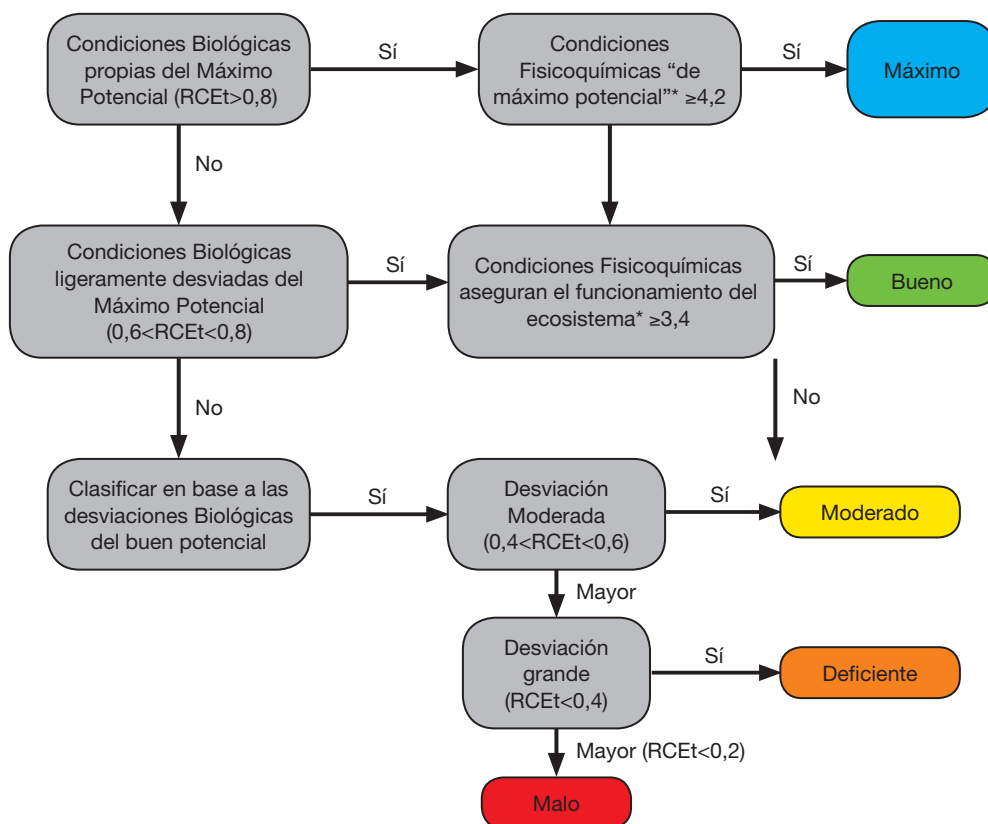 Condiciones Biológicas
propias del Máximo
Potencial (RCEt>0,8)
Sí
Condiciones
Fisicoquímicas “de
máximo potencial”* ≥4,2
Sí
Máximo
No
Condiciones Biológicas
ligeramente desviadas del
Máximo Potencial
(0,6<RCEt<0,8)
Sí
Condiciones Fisicoquímicas
aseguran el funcionamiento del
ecosistema* ≥3,4
Sí
Bueno
No
No
Clasificar en base a las
desviaciones Biológicas
del buen potencial
Sí
Desviación
Moderada
(0,4<RCEt<0,6)
Sí
Moderado
Mayor
Desviación
grande
(RCEt<0,4)
Sí
Deficiente
Mayor (RCEt<0,2)
Malo